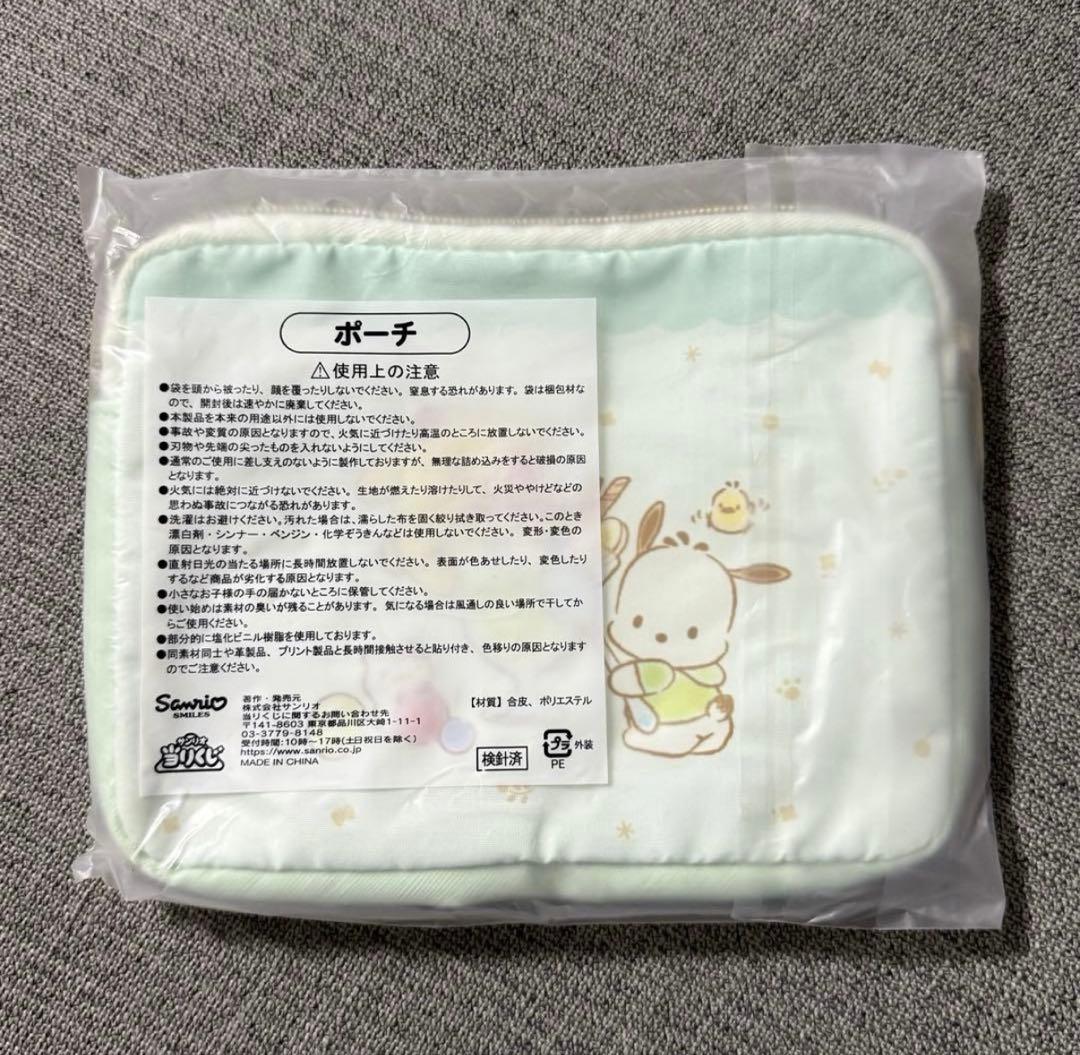 ポーチ
⚠使用上の注意
●袋を頭から被ったり、顔を覆ったりしないでください。窒息する恐れがあります。袋は梱包材な
ので、開封後は速やかに廃棄してください。
●本製品を本来の用途以外には使用しないでください。
●事故や変質の原因となりますので、火気に近づけたり高温のところに放置しないでください。
●刃物や先端の尖ったものを入れないようにしてください。
●通常のご使用に差し支えのないように製作しておりますが、無理な詰め込みをすると破損の原因
となります。
●火気には絶対に近づけないでください。生地が燃えたり溶けたりして、火災ややけどなどの
思わぬ事故につながる恐れがあります。
●洗濯はお避けください。汚れた場合は、濡らした布を固く絞り拭き取ってください。このとき
漂白剤・シンナー・ベンジン・化学ぞうきんなどは使用しないでください。変形・変色の
原因となります。
●直射日光の当たる場所に長時間放置しないでください。表面が色あせしたり、変色したり
するなど商品が劣化する原因となります。
●小さなお子様の手の届かないところに保管してください。
●使い始めは素材の臭いが残ることがあります。気になる場合は風通しの良い場所で干してか
らご使用ください。
●部分的に塩化ビニル樹脂を使用しております。
●同素材同士や革製品、プリント製品と長時間接触させると貼り付き、色移りの原因となります
のでご注意ください。
Sanrio
SMILES
サンリオ
当りくじ
著作・発売元
株式会社サンリオ
当りくじに関するお問い合わせ先
〒141-8603 東京都品川区大崎1-11-1
03-3779-8148
受付時間:10時～17時(土日祝日を除く)
https://www.sanrio.co.jp
MADE IN CHINA
【材質】合皮、ポリエステル
検針済
プラ 外装
PE